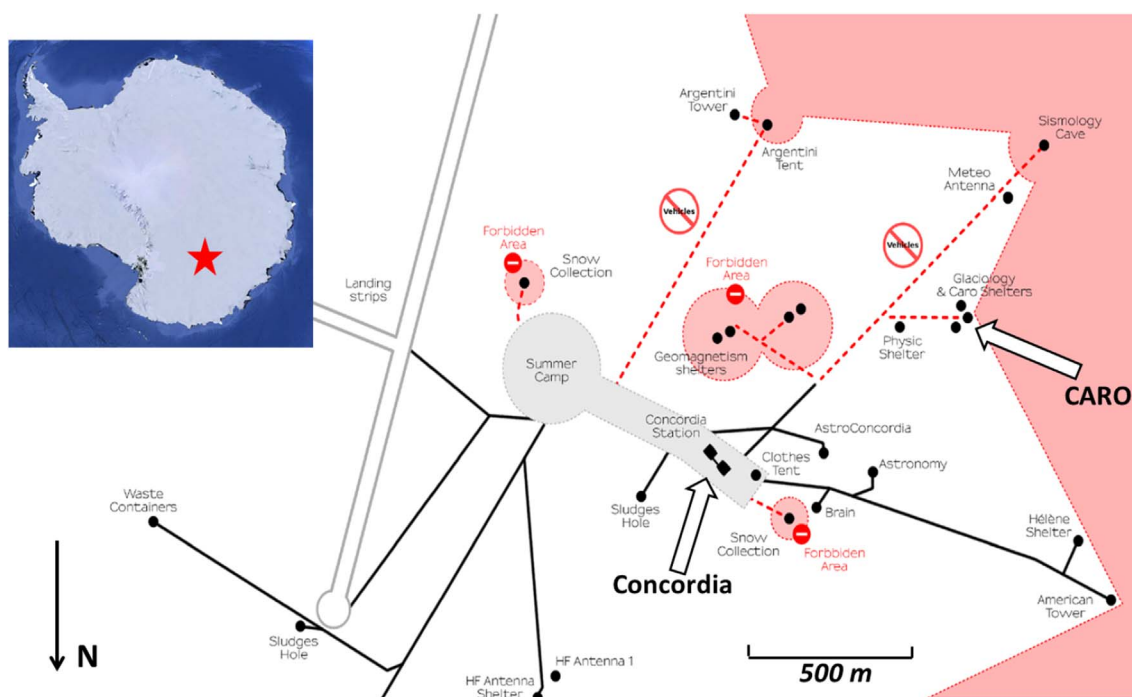 Argentini
Tower
Argentini
Tent
Sismology
Cave
Meteo
Antenna
Vehicles
Vehicles
Forbidden
Area
Snow
Collection
Forbidden
Area
Landing
strips
Glaciology
& Caro Shelters
Physic
Shelter
Geomagnetism
shelters
CARO
Summer
Camp
Concordia
Station
AstroConcordia
Clothes
Tent
Astronomy
Waste
Containers
Sludges
Hole
Brain
Snow
Collection
Forbbiden
Area
Hélène
Shelter
Concordia
American
Tower
Sludges
Hole
N
HF Antenna 1
HF Antenna
Shelter
500 m